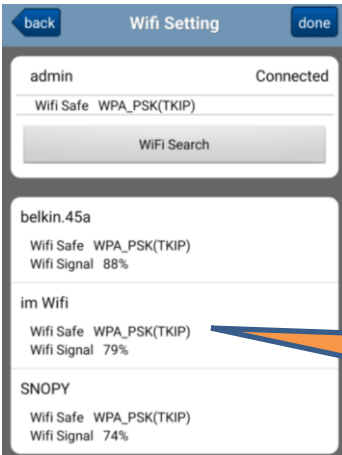 back Wifi Setting done
admin Connected
Wifi Safe WPA_PSK(TKIP)
WiFi Search
belkin.45a
Wifi Safe WPA_PSK(TKIP)
Wifi Signal 88%
im Wifi
Wifi Safe WPA_PSK(TKIP)
Wifi Signal 79%
SNOPY
Wifi Safe WPA_PSK(TKIP)
Wifi Signal 74%